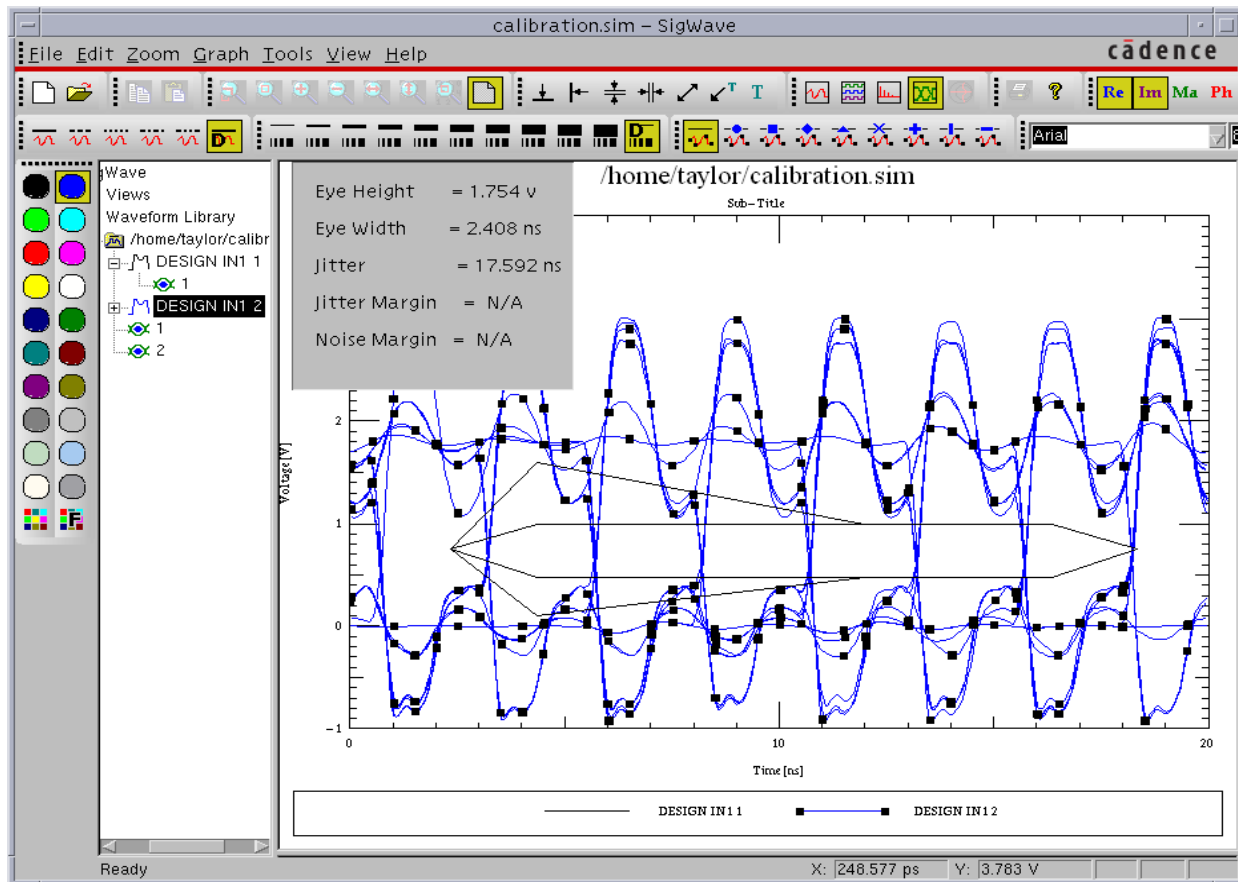 calibration.sim – SigWave
File Edit Zoom Graph Tools View Help
cādence
T T
Re Im Ma Ph
D D Arial
gWave
Views
Waveform Library
/home/taylor/calibr
DESIGN IN1 1
1
DESIGN IN1 2
1
2
F
Eye Height = 1.754 v
Eye Width = 2.408 ns
Jitter = 17.592 ns
Jitter Margin = N/A
Noise Margin = N/A
/home/taylor/calibration.sim
Sub-Title
Voltage [V]
2
1
0
-1
0 10 20
Time [ns]
DESIGN IN1 1 DESIGN IN1 2
Ready
X: 248.577 ps Y: 3.783 V